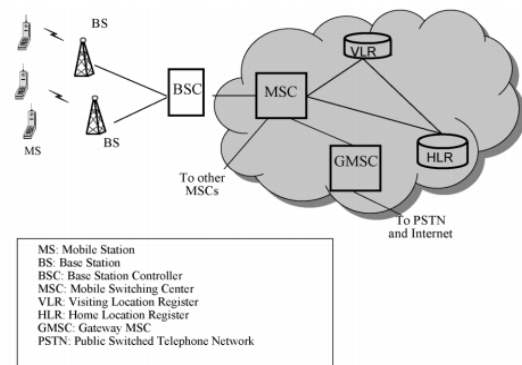 BS
VLR
BSC
MSC
BS
MS
GMSC
HLR
To other
MSCs
To PSTN
and Internet
MS: Mobile Station
BS: Base Station
BSC: Base Station Controller
MSC: Mobile Switching Center
VLR: Visiting Location Register
HLR: Home Location Register
GMSC: Gateway MSC
PSTN: Public Switched Telephone Network